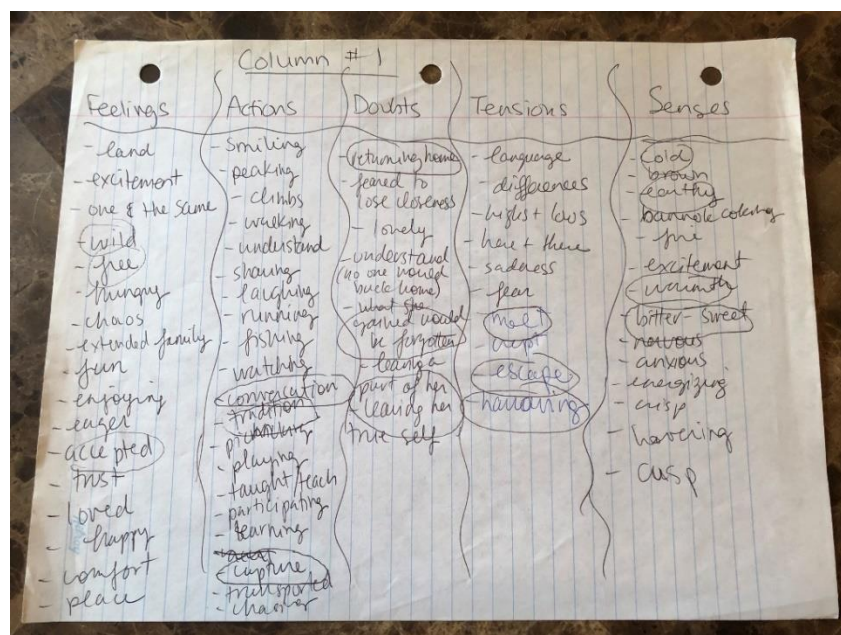 Column #1
Feelings
- land
- excitement
- one & the same
- wild
- free
- hungry
- chaos
- extended family
- fun
- enjoying
- eager
- accepted
- trust
- loved
- happy
- comfort
- peace
Actions
- Smiling
- peaking
- climbs
- walking
- understand
- sharing
- laughing
- running
- fishing
- watching
- tradition
- playing
- taught/teach
- participating
- learning
- capture
- transported
Doubts
- returning home
- feared to
lose closeness
- lonely
- understand
(no one would
back home)
- what she
gained would
be forgotten
- leaving a
part of her
- leaving her
true self
Tensions
- language
- differences
- highs + lows
- here + there
- sadness
- fear
- melt
- escape
Senses
- cold
- brown
- earthy
- bannock
- fire
- excitement
- warmth
- bitter-sweet
- nervous
- anxious
- energizing
- crisp
- hovering
- cusp